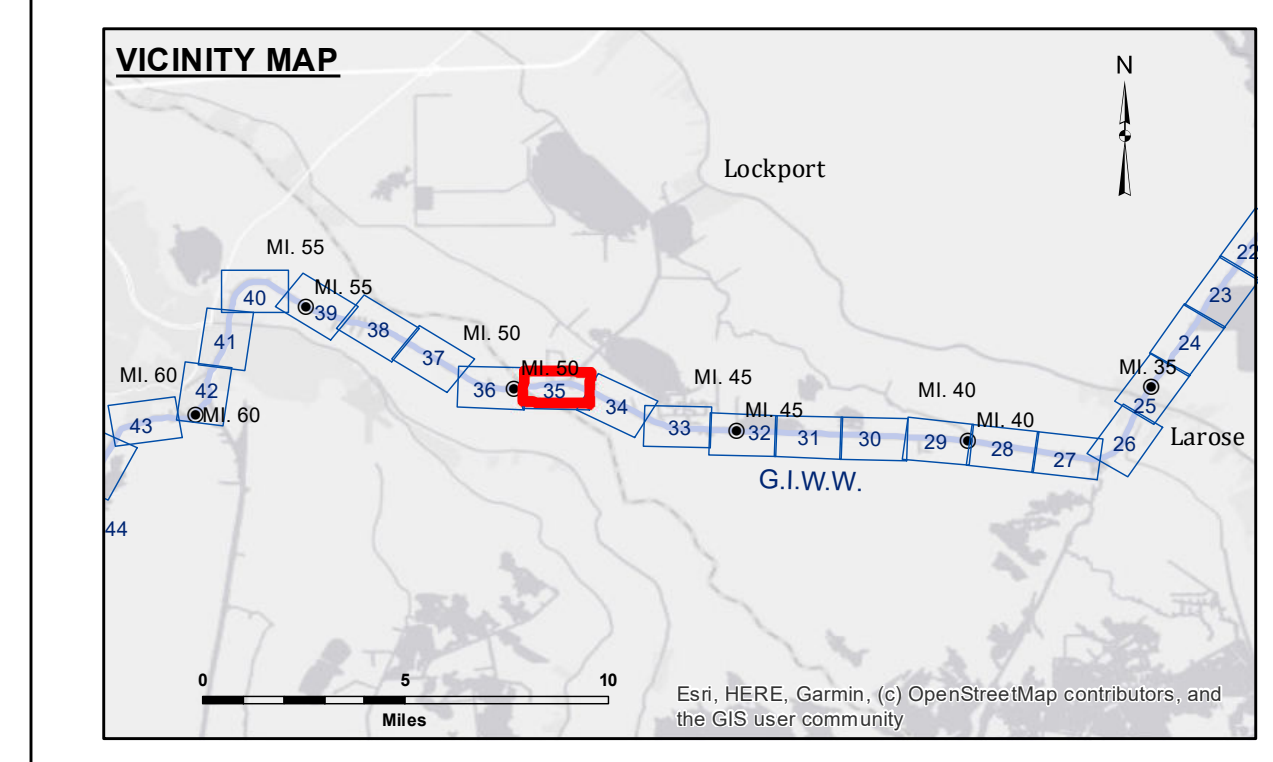 VICINITY MAP
N
Lockport
22
MI. 55
MI. 55
23
40
39
38
24
41
MI. 50
37
MI. 60
MI. 50
MI. 45
MI. 35
42
36
35
MI. 40
25
43
MI. 60
34
MI. 45
MI. 40
33
32
31
30
29
28
27
26
Larose
G.I.W.W.
44
0 5 10
Miles
Esri, HERE, Garmin, (c) OpenStreetMap contributors, and
the GIS user community